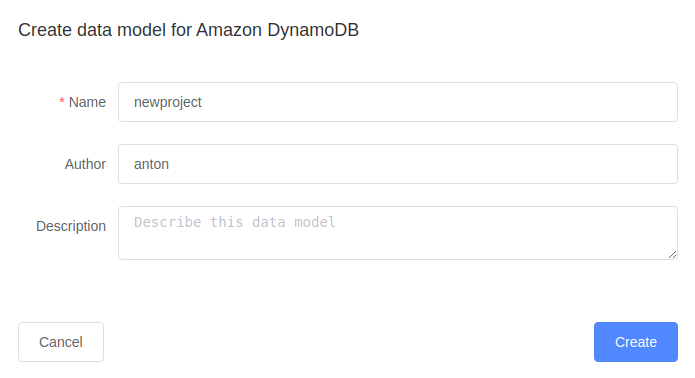 Create data model for Amazon DynamoDB
* Name
newproject
Author
anton
Description
Describe this data model
Cancel
Create